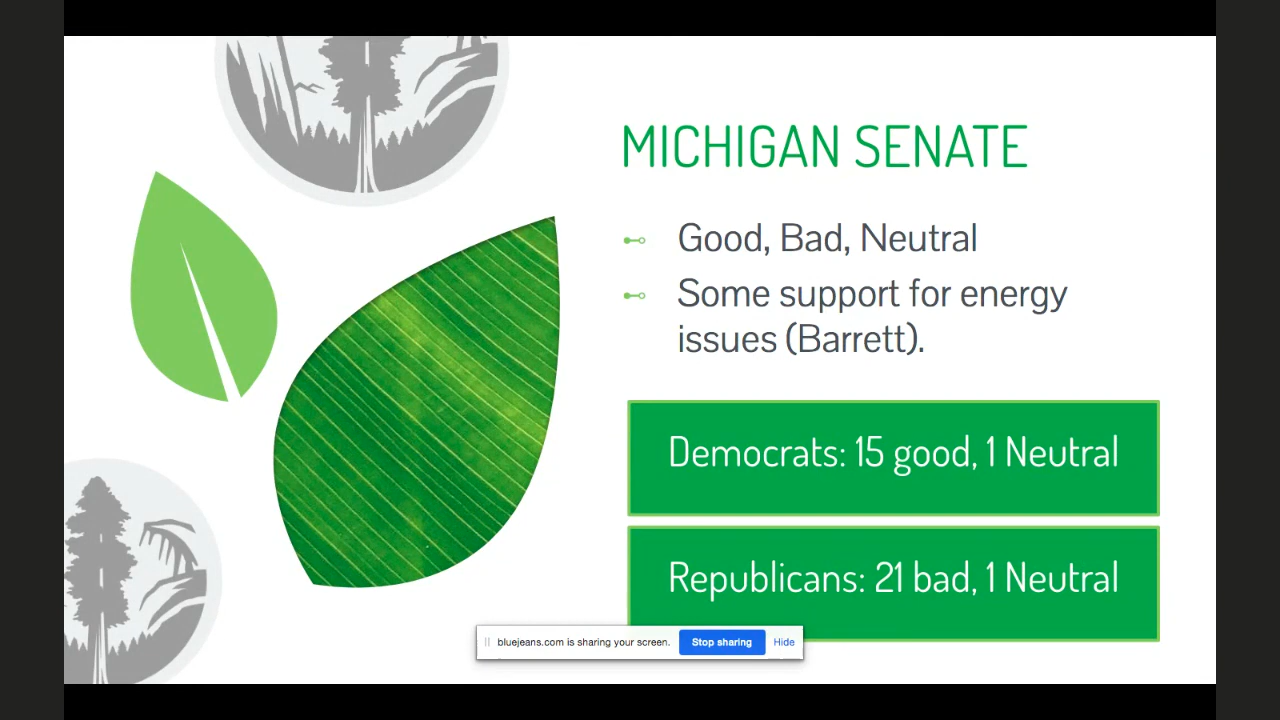 MICHIGAN SENATE
Good, Bad, Neutral
Some support for energy
issues (Barrett).
Democrats: 15 good, 1 Neutral
Republicans: 21 bad, 1 Neutral
bluejeans.com is sharing your screen. Stop sharing Hide